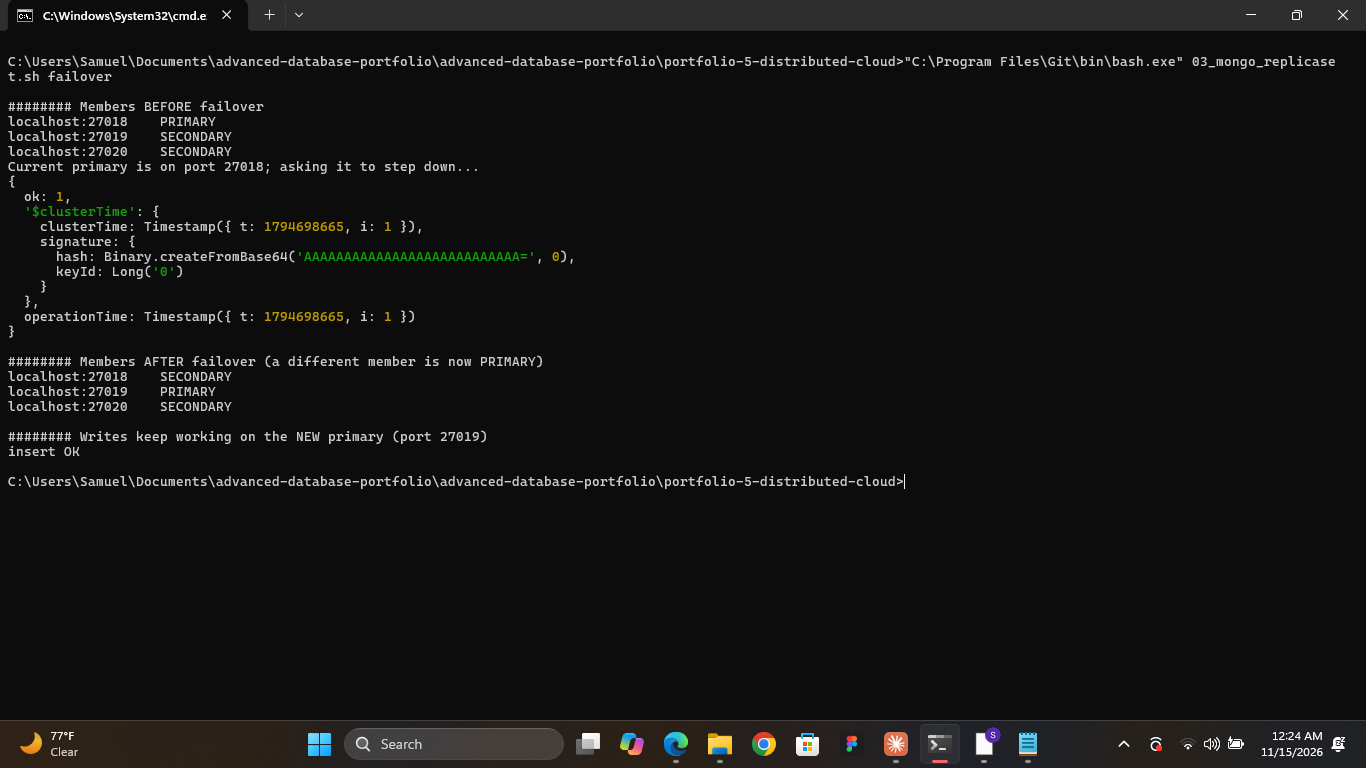 C:\Windows\System32\cmd.e
C:\Users\Samuel\Documents\advanced-database-portfolio\advanced-database-portfolio\portfolio-5-distributed-cloud>"C:\Program Files\Git\bin\bash.exe" 03_mongo_replicase
t.sh failover
######## Members BEFORE failover
localhost:27018    PRIMARY
localhost:27019    SECONDARY
localhost:27020    SECONDARY
Current primary is on port 27018; asking it to step down...
{
  ok: 1,
  '$clusterTime': {
    clusterTime: Timestamp({ t: 1794698665, i: 1 }),
    signature: {
      hash: Binary.createFromBase64('AAAAAAAAAAAAAAAAAAAAAAAAAAA=', 0),
      keyId: Long('0')
    }
  },
  operationTime: Timestamp({ t: 1794698665, i: 1 })
}
######## Members AFTER failover (a different member is now PRIMARY)
localhost:27018    SECONDARY
localhost:27019    PRIMARY
localhost:27020    SECONDARY
######## Writes keep working on the NEW primary (port 27019)
insert OK
C:\Users\Samuel\Documents\advanced-database-portfolio\advanced-database-portfolio\portfolio-5-distributed-cloud>
77°F
Clear
Search
S
12:24 AM
11/15/2026